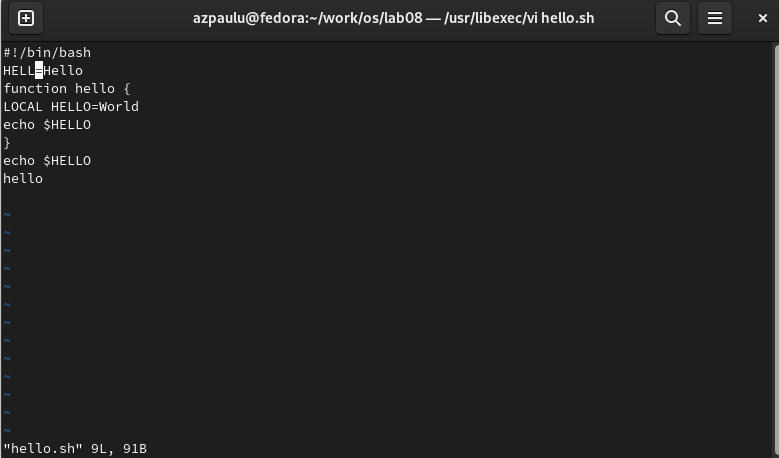 azpaulu@fedora:~/work/os/lab08 — /usr/libexec/vi hello.sh
#!/bin/bash
HELL=Hello
function hello {
LOCAL HELLO=World
echo $HELLO
}
echo $HELLO
hello
~
~
~
~
~
~
~
~
~
~
~
~
~
"hello.sh" 9L, 91B